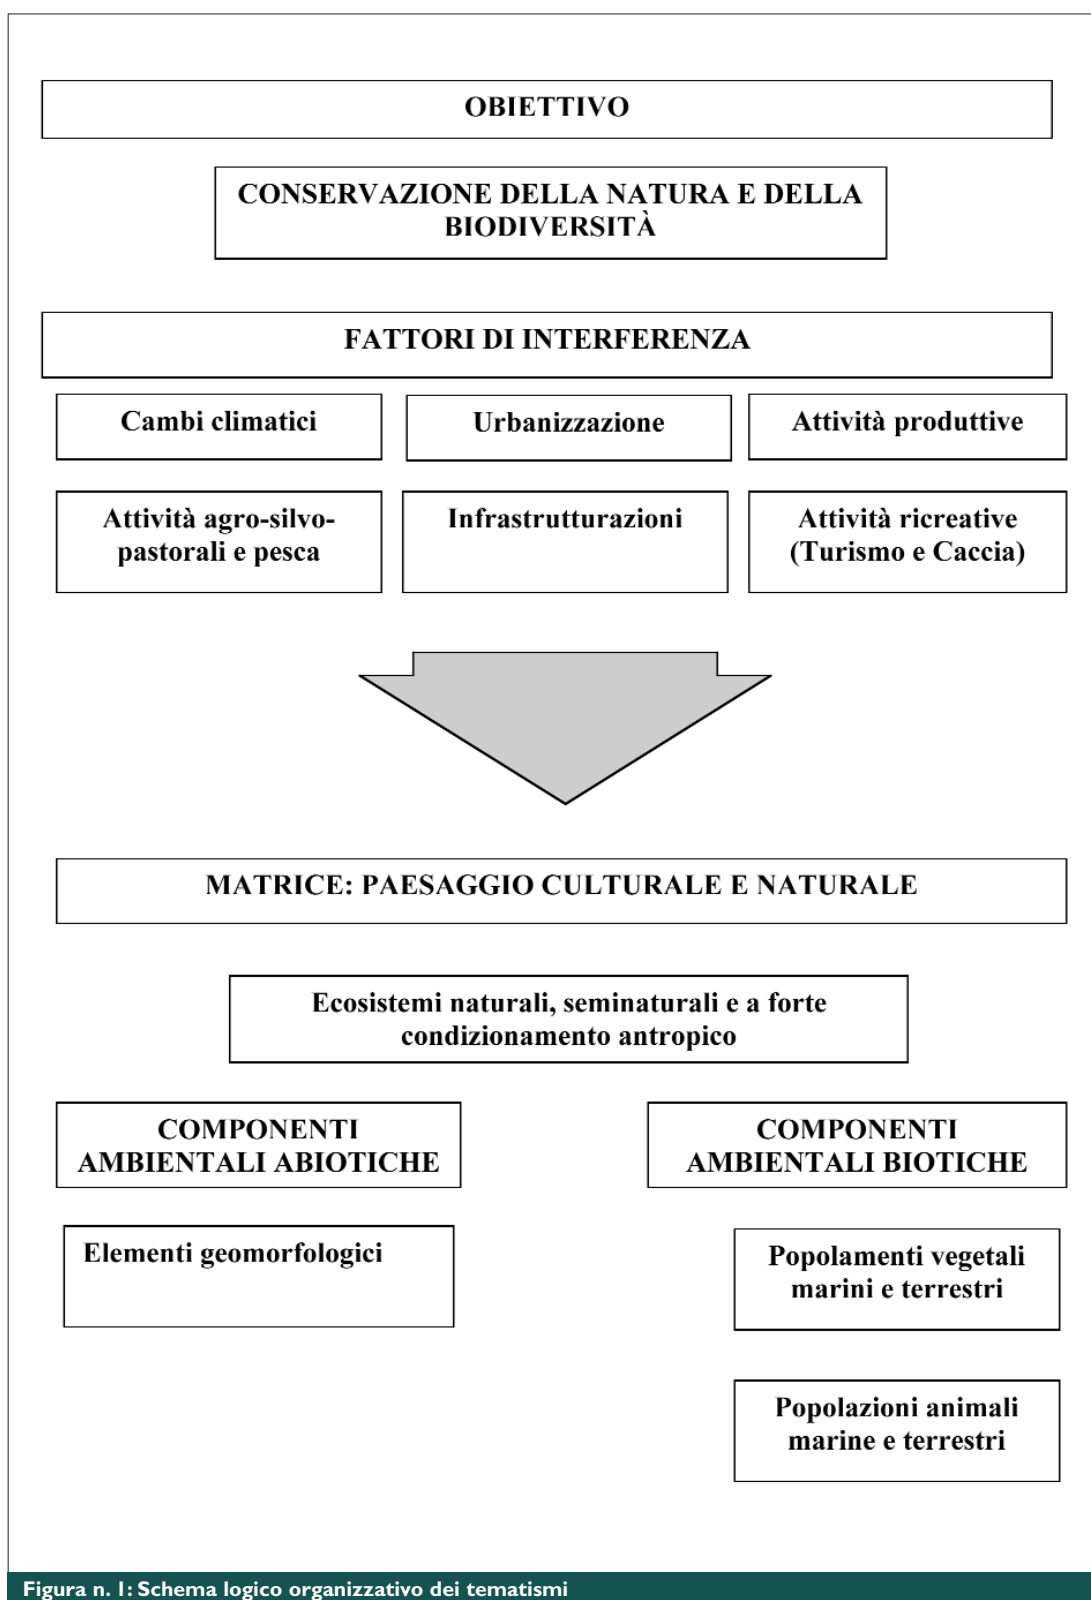 OBIETTIVO
CONSERVAZIONE DELLA NATURA E DELLA
BIODIVERSITÀ
FATTORI DI INTERFERENZA
Cambi climatici
Urbanizzazione
Attività produttive
Attività agro-silvo-
pastorali e pesca
Infrastrutturazioni
Attività ricreative
(Turismo e Caccia)
MATRICE: PAESAGGIO CULTURALE E NATURALE
Ecosistemi naturali, seminaturali e a forte
condizionamento antropico
COMPONENTI
AMBIENTALI ABIOTICHE
COMPONENTI
AMBIENTALI BIOTICHE
Elementi geomorfologici
Popolamenti vegetali
marini e terrestri
Popolazioni animali
marine e terrestri
Figura n. 1: Schema logico organizzativo dei tematismi